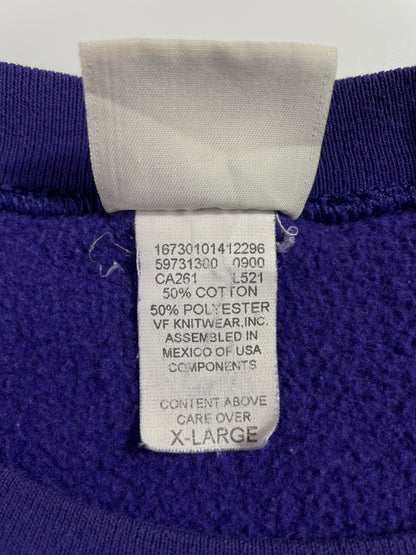 16730101412296
59731300 0900
CA261 L521
50% COTTON
50% POLYESTER
VF KNITWEAR,INC.
ASSEMBLED IN
MEXICO OF USA
COMPONENTS
CONTENT ABOVE
CARE OVER
X-LARGE